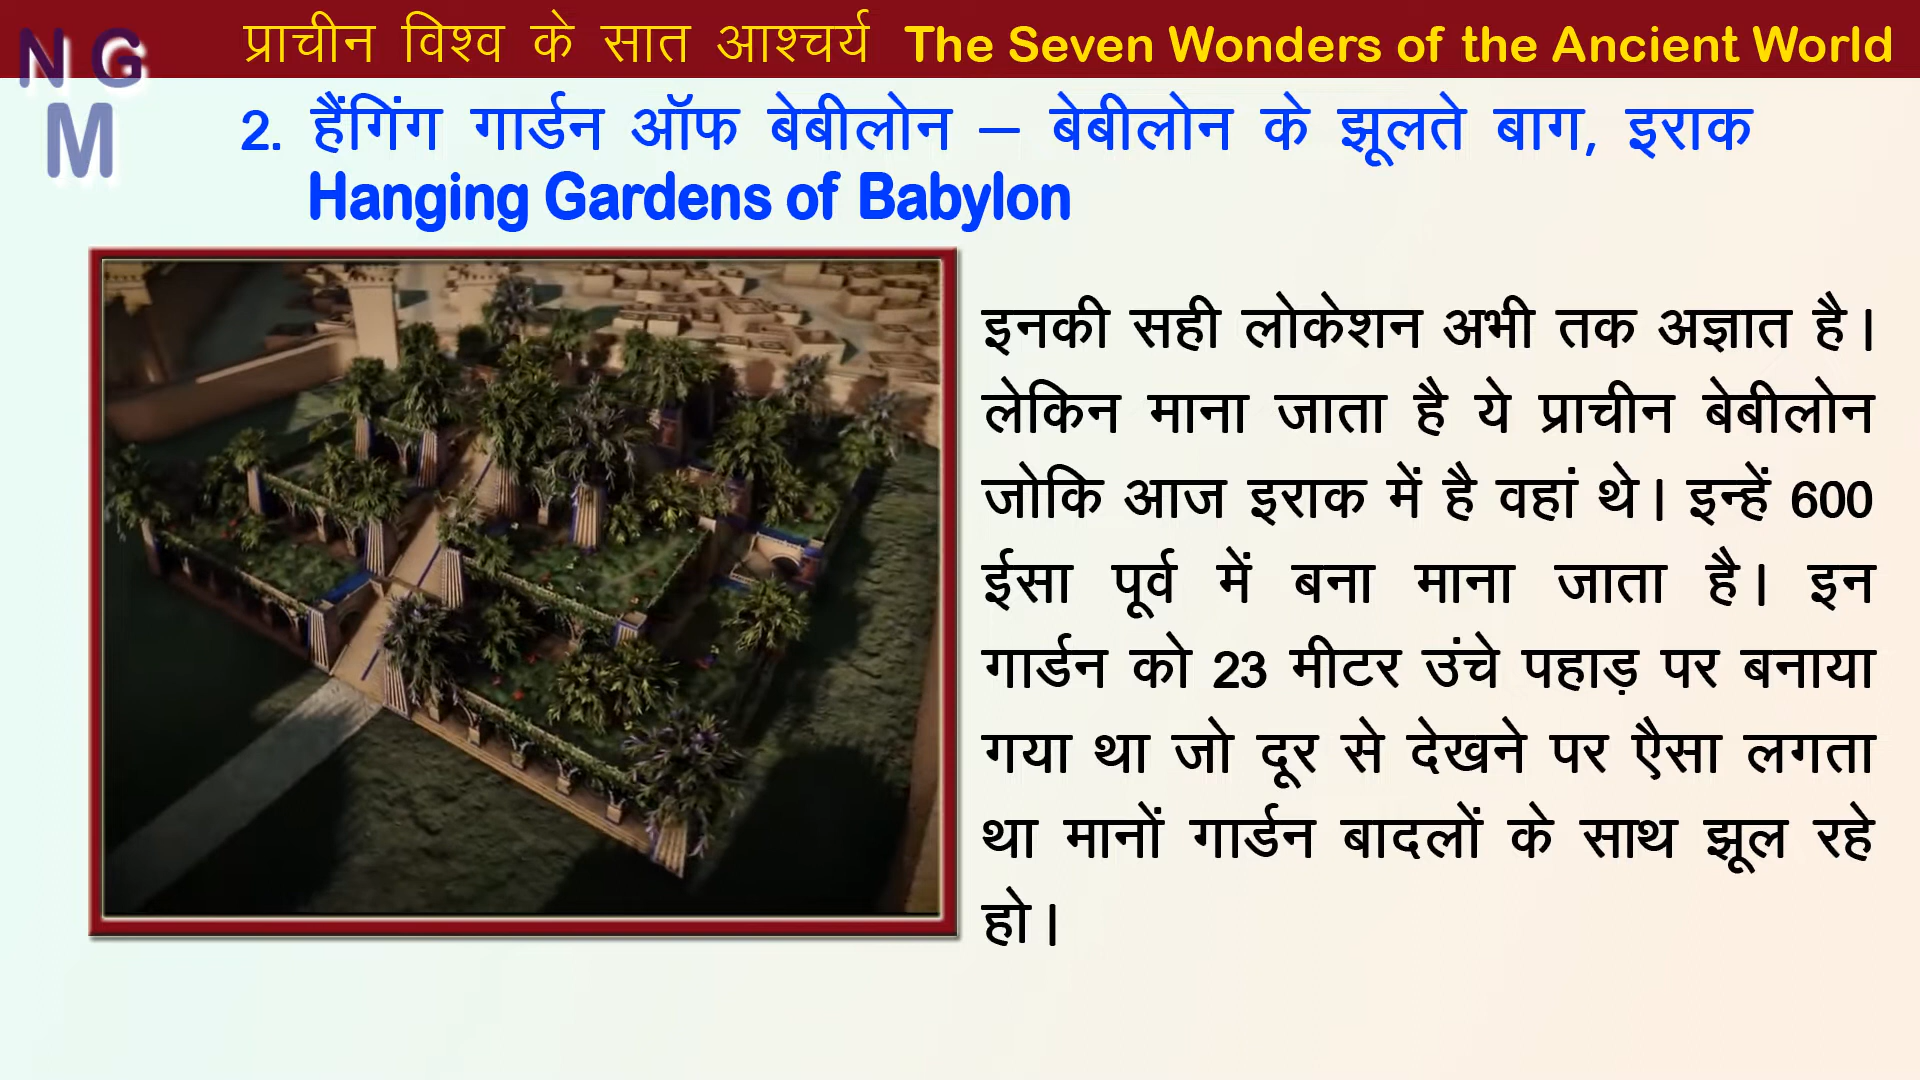 N G
M
प्राचीन विश्व के सात आश्चर्य The Seven Wonders of the Ancient World
2. हैंगिंग गार्डन ऑफ बेबीलोन – बेबीलोन के झूलते बाग, इराक
Hanging Gardens of Babylon
इनकी सही लोकेशन अभी तक अज्ञात है।
लेकिन माना जाता है ये प्राचीन बेबीलोन
जोकि आज इराक में है वहां थे। इन्हें 600
ईसा पूर्व में बना माना जाता है। इन
गार्डन को 23 मीटर उंचे पहाड़ पर बनाया
गया था जो दूर से देखने पर एैसा लगता
था मानों गार्डन बादलों के साथ झूल रहे
हो।